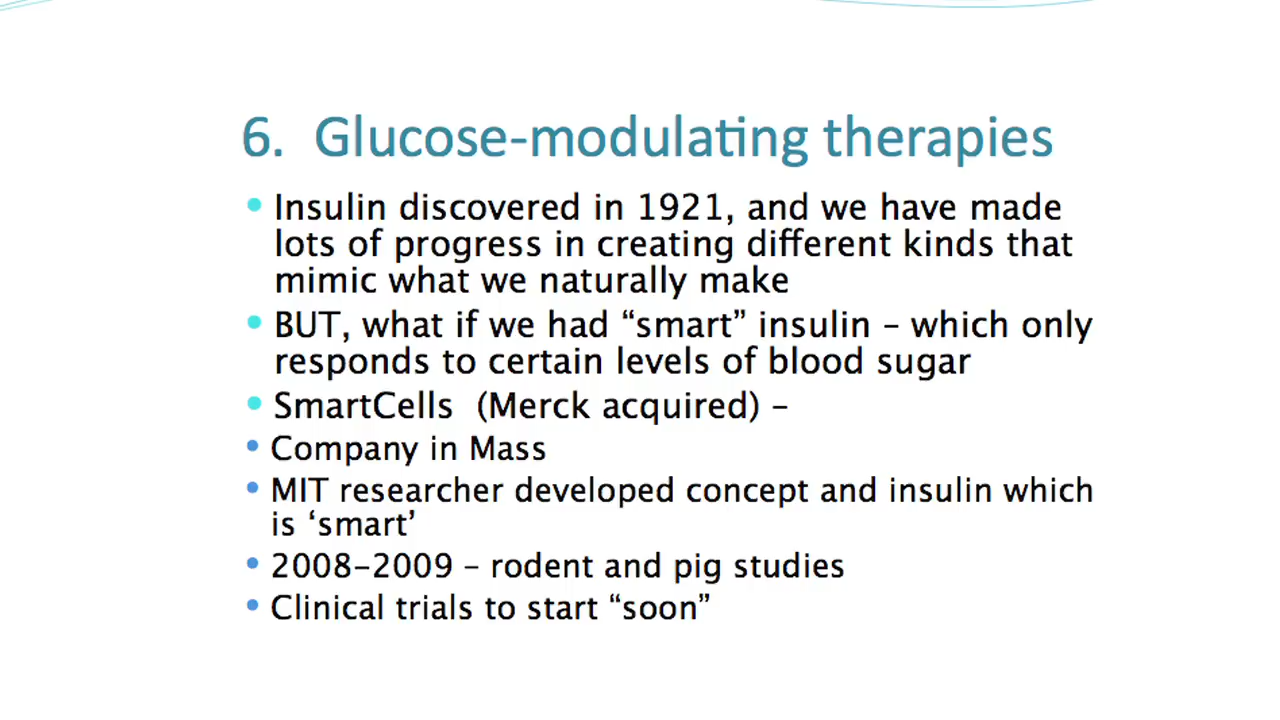 6. Glucose-modulating therapies
• Insulin discovered in 1921, and we have made
lots of progress in creating different kinds that
mimic what we naturally make
• BUT, what if we had “smart” insulin – which only
responds to certain levels of blood sugar
• SmartCells (Merck acquired) –
• Company in Mass
• MIT researcher developed concept and insulin which
is ‘smart’
• 2008–2009 – rodent and pig studies
• Clinical trials to start “soon”